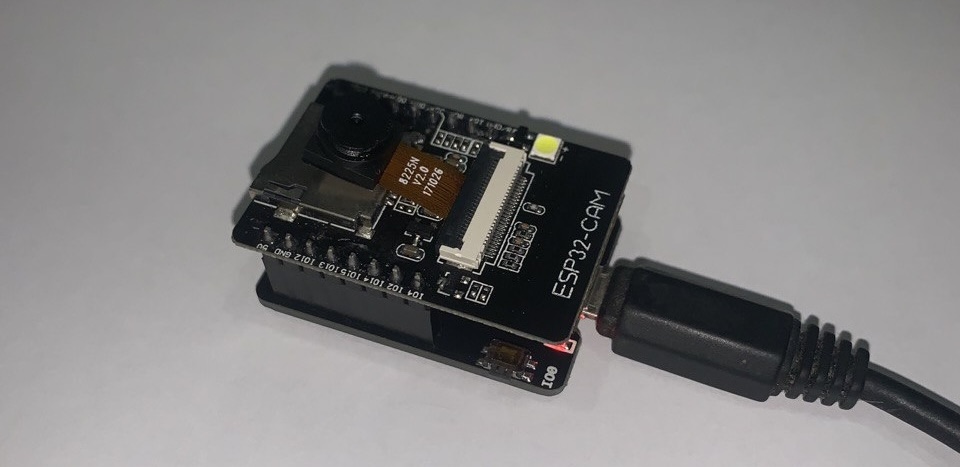 8225N
V2.0
171026
ESP32-CAM
5V
GND
IO12
IO13
IO15
IO14
IO2
IO4
IO0